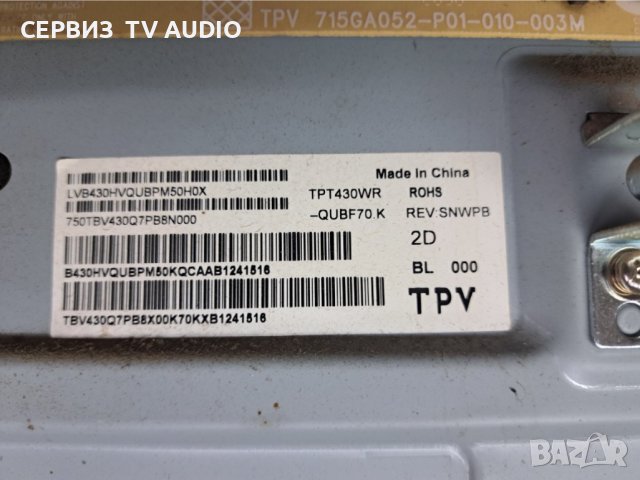 СЕРВИЗ TV AUDIO
TPV 715GA052-P01-010-003M
Made in China
LVB430HVQUBPM50H0X
TPT430WR
ROHS
750TBV430Q7PB8N000
-QUBF70.K
REV:SNWPB
2D
B430HVQUBPM50KQCAAB1241516
BL 000
TPV
TBV430Q7PB8X00K70KXB1241516
BAZAR